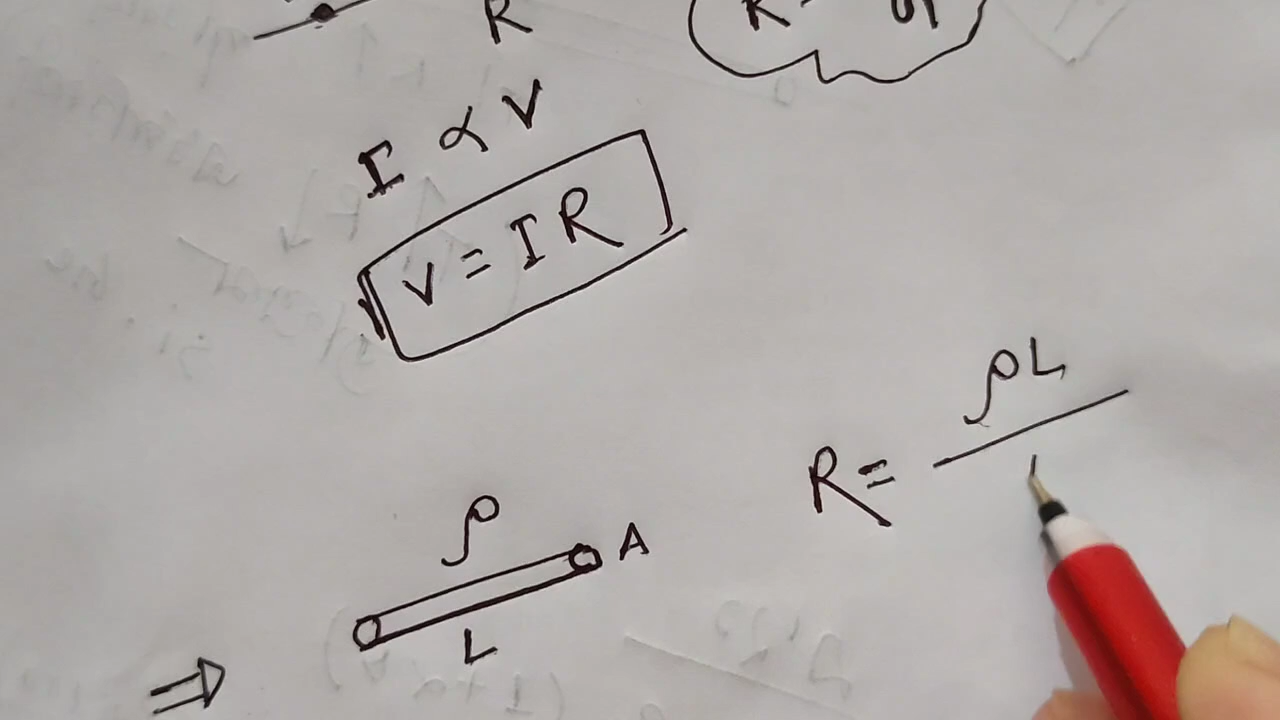 R
I ∝ V
V = IR
R = ρL /
ρ
A
L
⇒